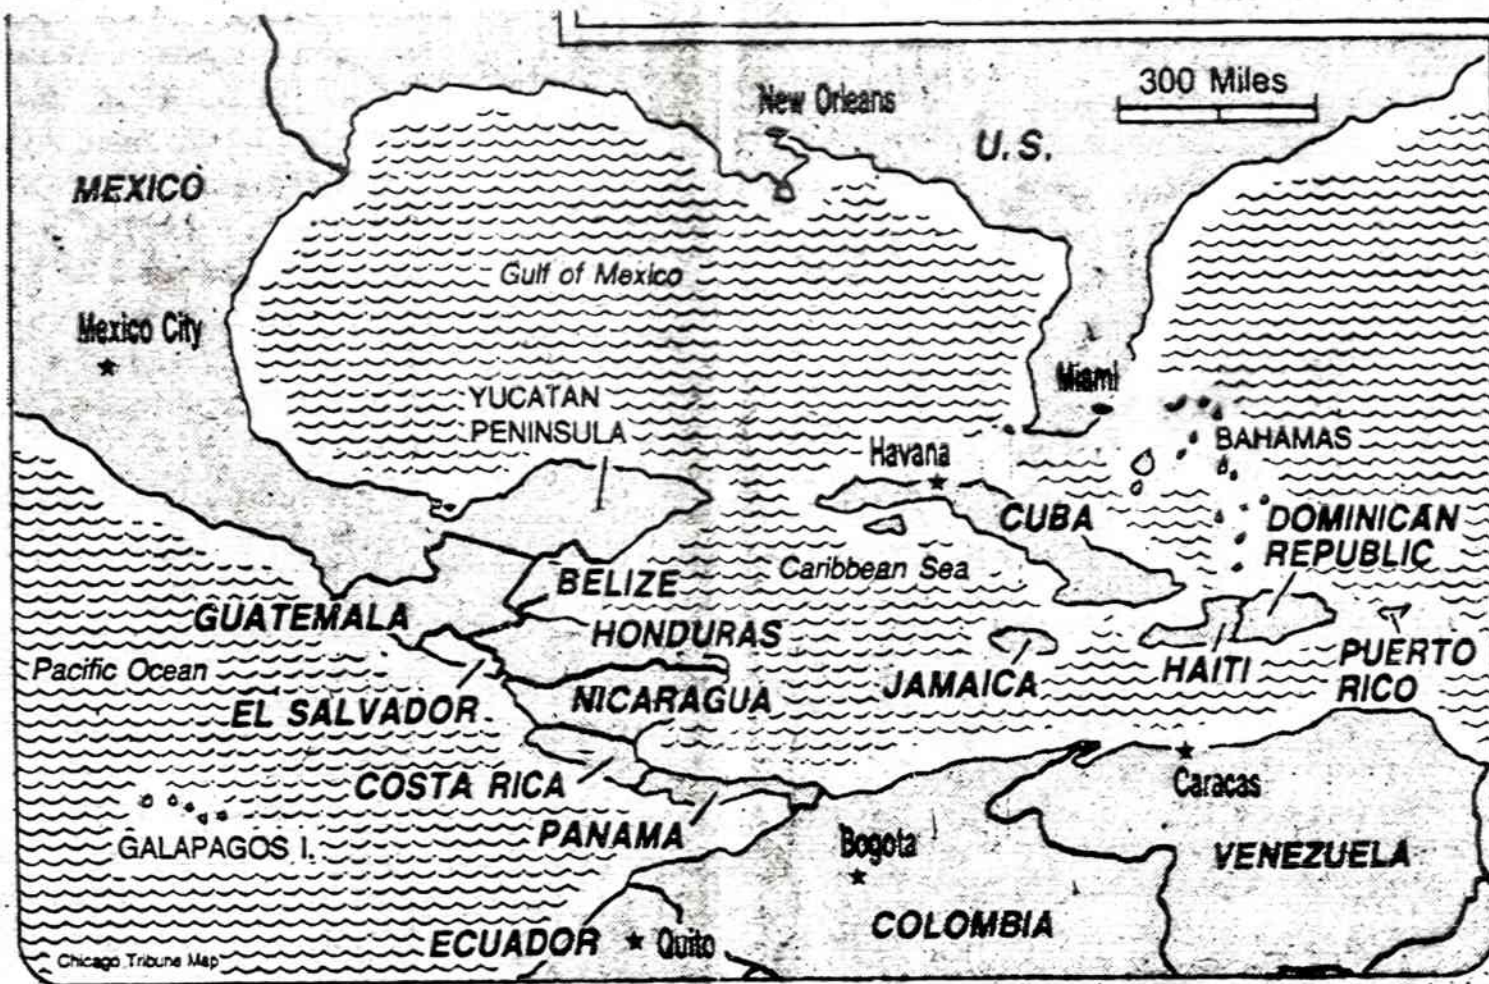 300 Miles
New Orleans
U.S.
MEXICO
Gulf of Mexico
Mexico City
Miami
YUCATAN
PENINSULA
BAHAMAS
Havana
CUBA
DOMINICAN
REPUBLIC
Caribbean Sea
BELIZE
GUATEMALA
HONDURAS
Pacific Ocean
JAMAICA
HAITI
PUERTO
RICO
NICARAGUA
EL SALVADOR
COSTA RICA
Caracas
PANAMA
GALAPAGOS I.
Bogota
VENEZUELA
COLOMBIA
ECUADOR
Quito
Chicago Tribune Map